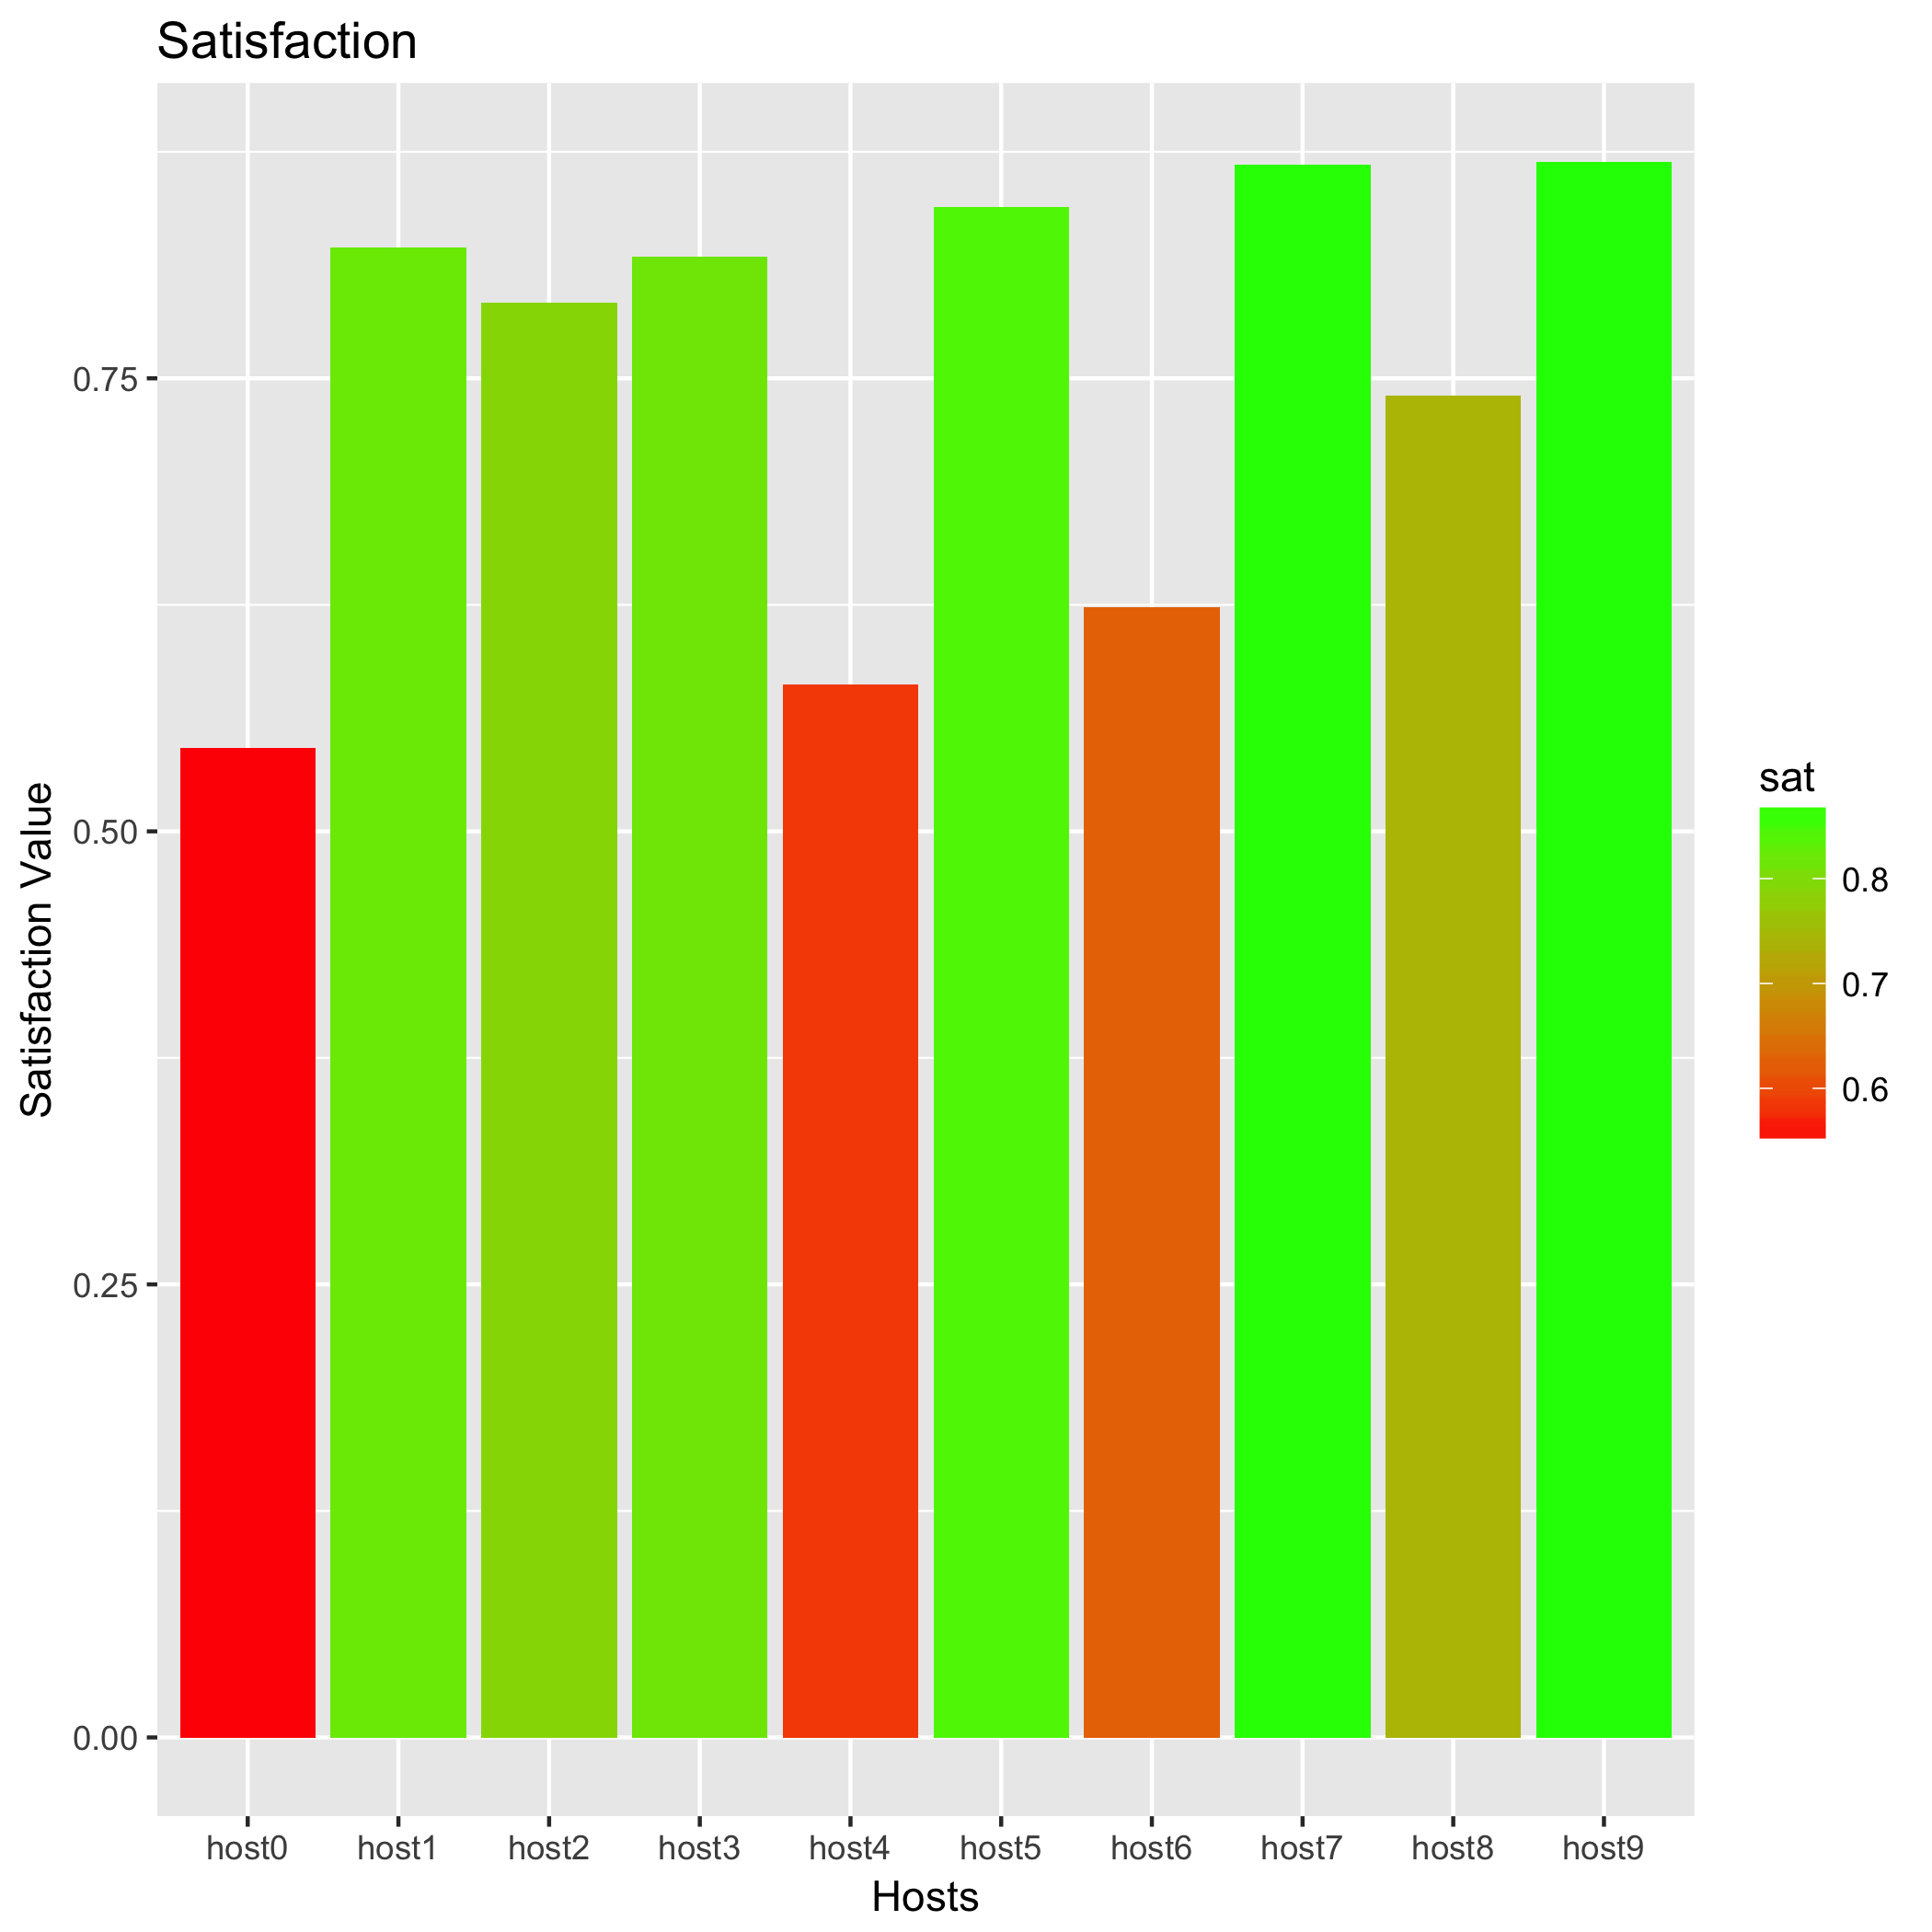 Satisfaction
Satisfaction Value
0.75
0.50
0.25
0.00
host0 host1 host2 host3 host4 host5 host6 host7 host8 host9
Hosts
sat
0.8
0.7
0.6